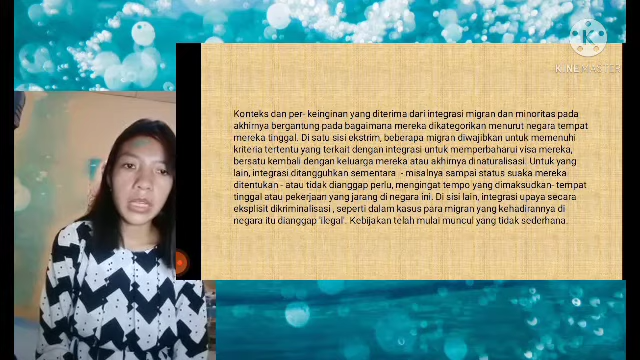 K
KINEMASTER
Konteks dan per- keinginan yang diterima dari integrasi migran dan minoritas pada
akhirnya bergantung pada bagaimana mereka dikategorikan menurut negara tempat
mereka tinggal. Di satu sisi ekstrim, beberapa migran diwajibkan untuk memenuhi
kriteria tertentu yang terkait dengan integrasi untuk memperbaharui visa mereka,
bersatu kembali dengan keluarga mereka atau akhirnya dinaturalisasi. Untuk yang
lain, integrasi ditangguhkan sementara - misalnya sampai status suaka mereka
ditentukan - atau tidak dianggap perlu, mengingat tempo yang dimaksudkan- tempat
tinggal atau pekerjaan yang jarang di negara ini. Di sisi lain, integrasi upaya secara
eksplisit dikriminalisasi , seperti dalam kasus para migran yang kehadirannya di
negara itu dianggap 'ilegal'. Kebijakan telah mulai muncul yang tidak sederhana.